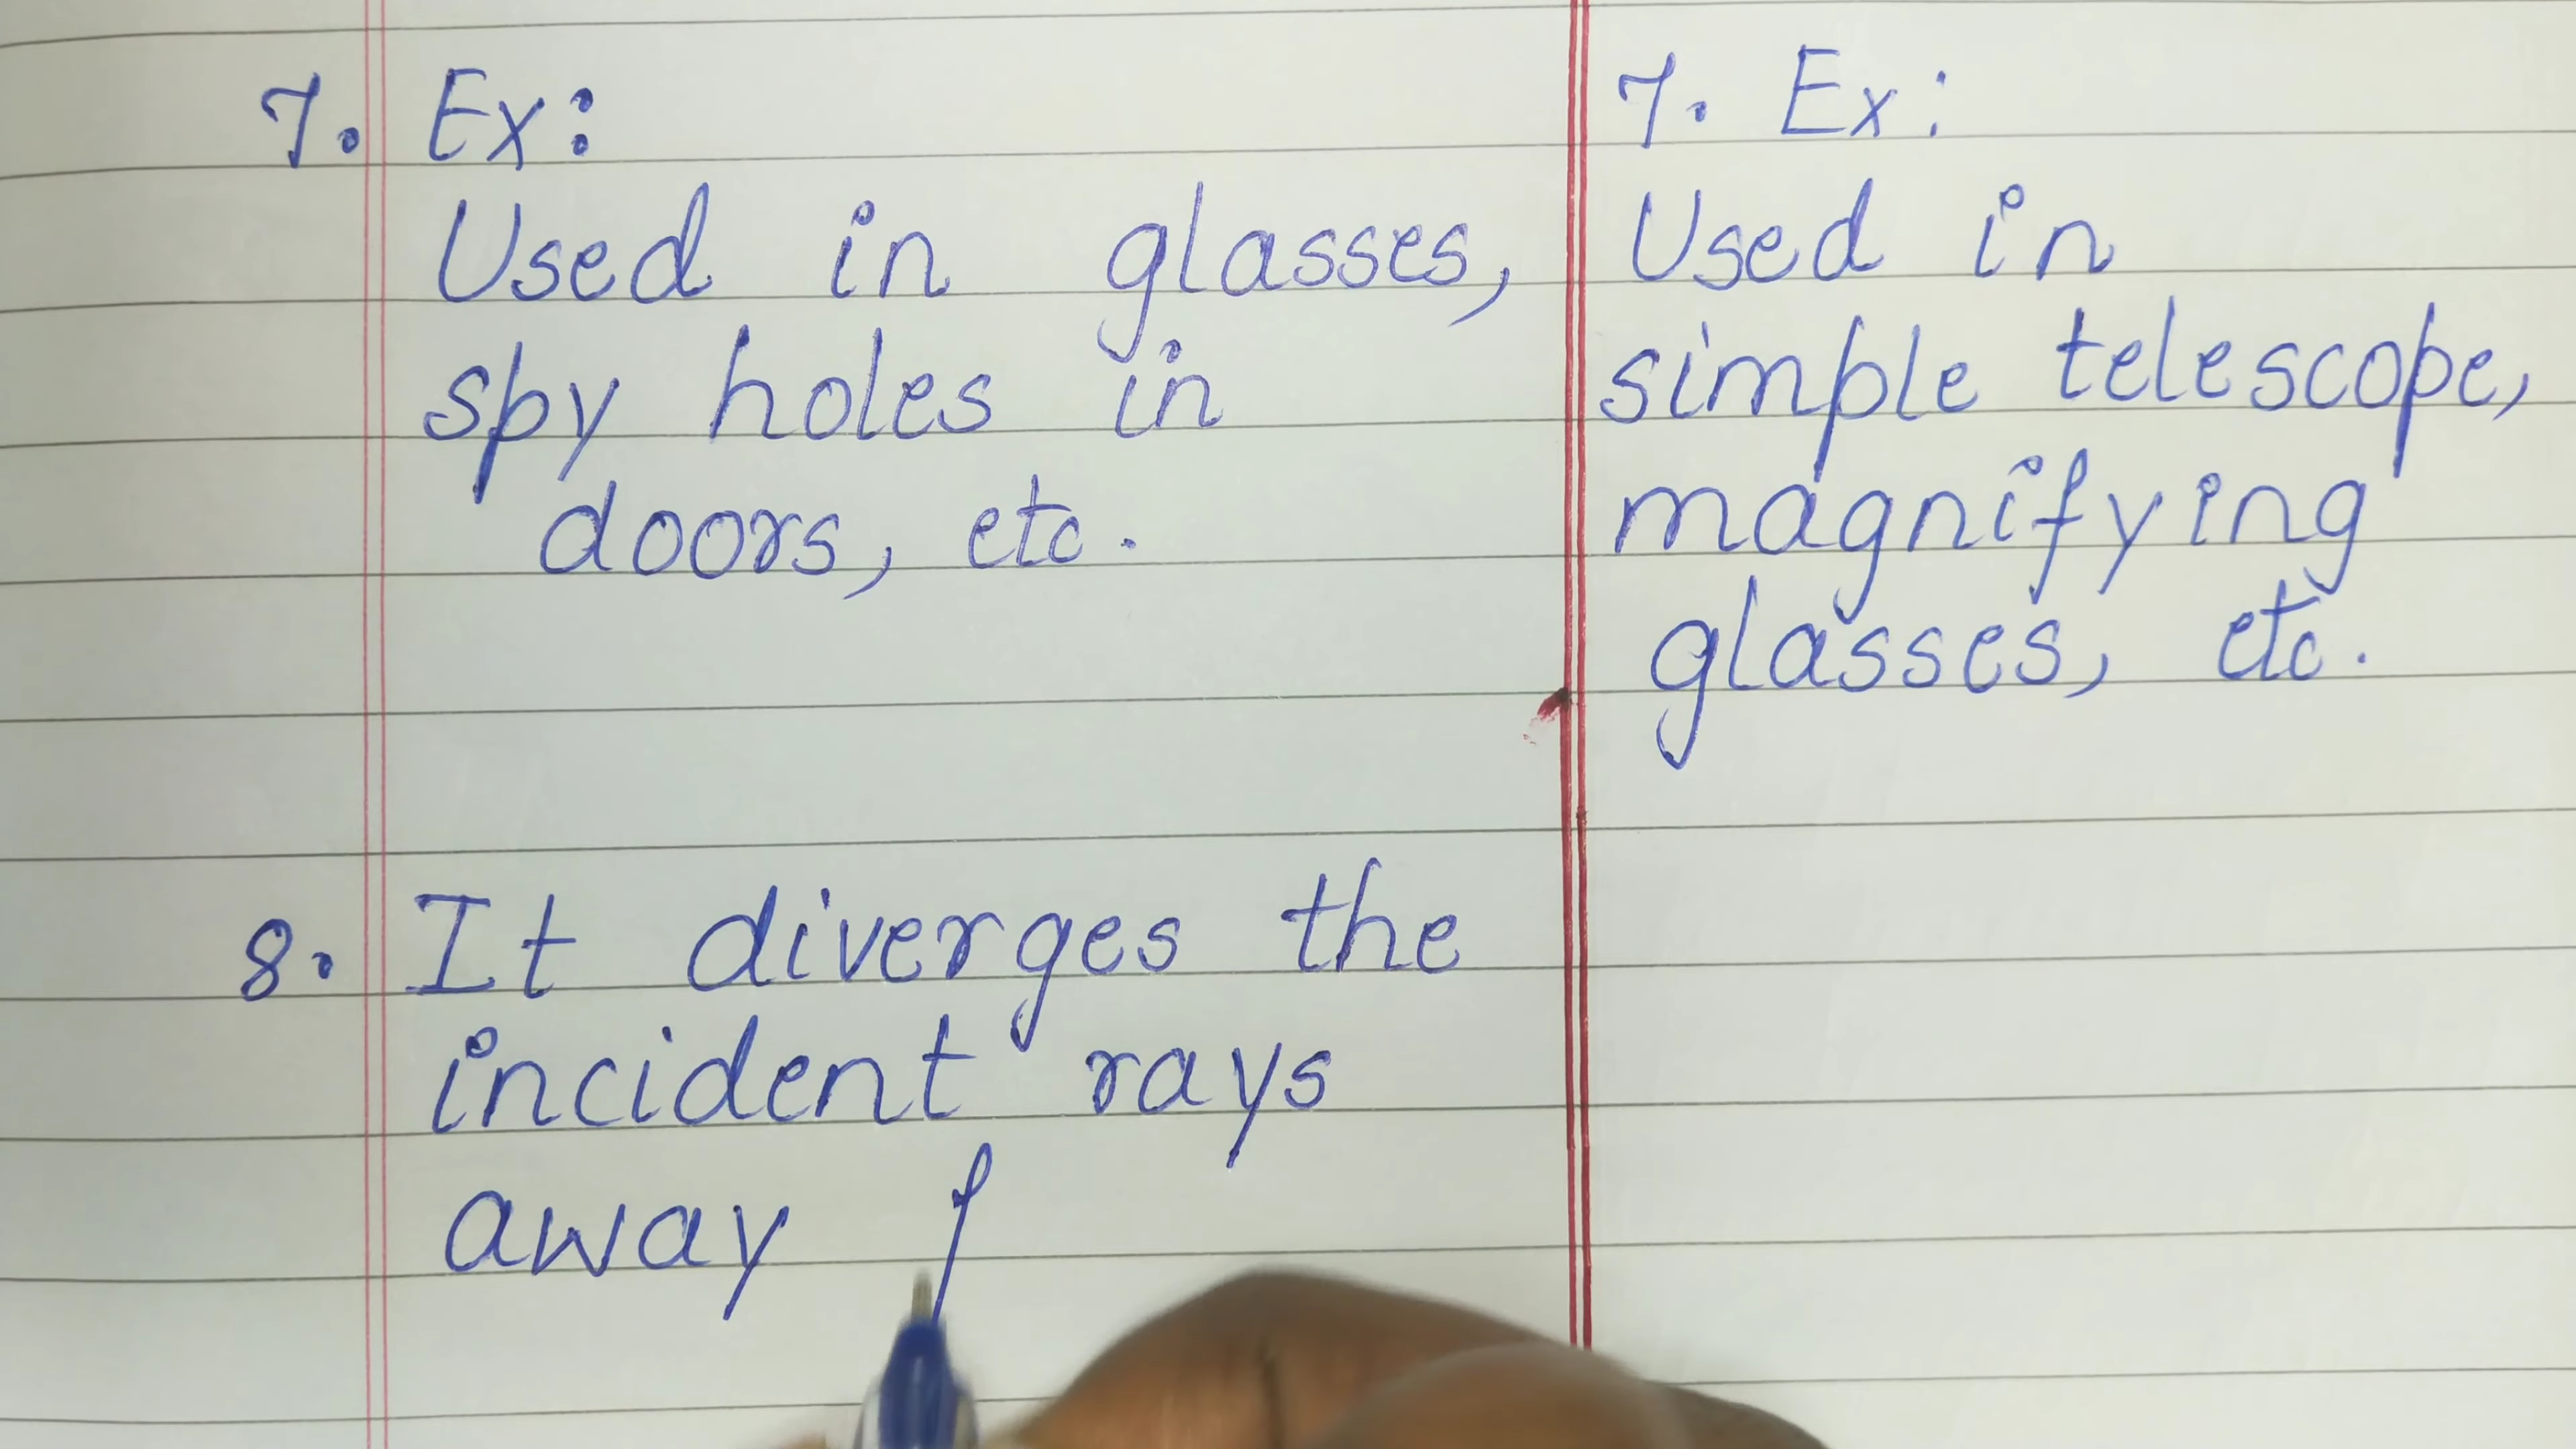 7. Ex:
Used in glasses,
spy holes in
doors, etc.
8. It diverges the
incident rays
away f
7. Ex:
Used in
simple telescope,
magnifying
glasses, etc.